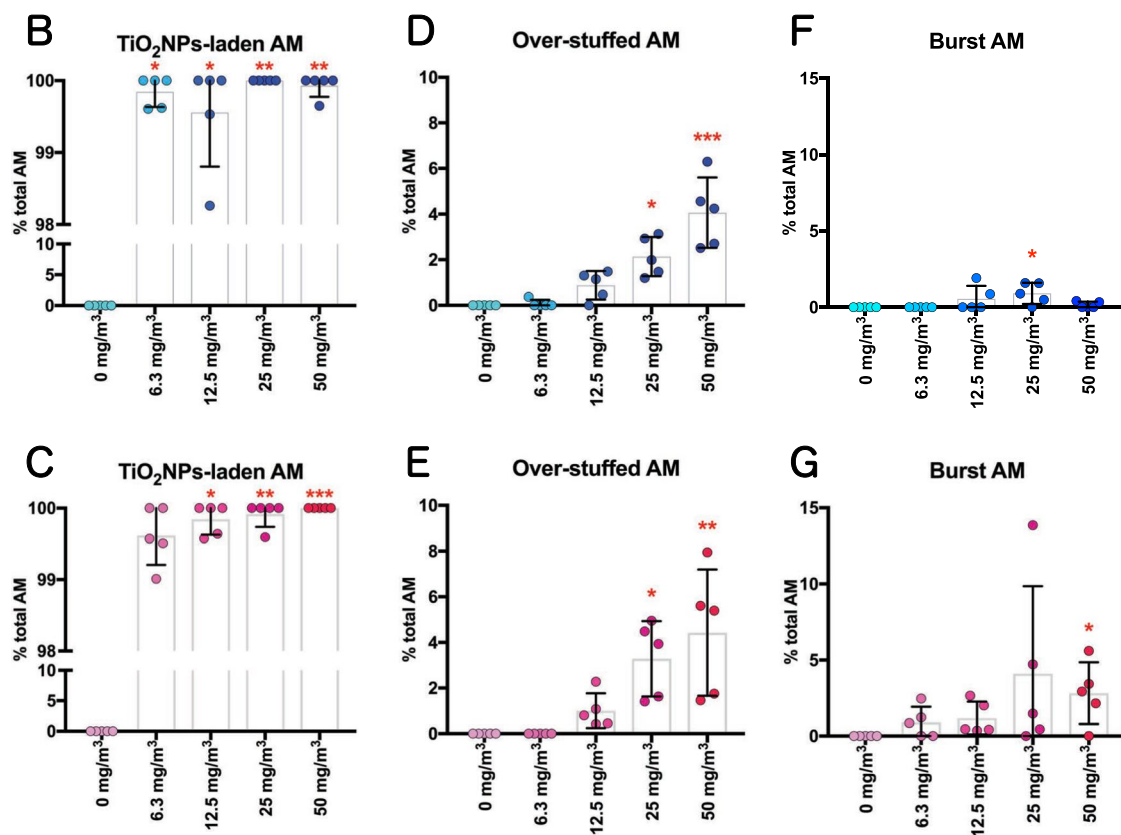 B
TiO₂NPs-laden AM
% total AM
100
99
98
10
5
0
* * ** **
0 mg/m³
6.3 mg/m³
12.5 mg/m³
25 mg/m³
50 mg/m³
D
Over-stuffed AM
% total AM
10
8
6
4
2
0
* ***
0 mg/m³
6.3 mg/m³
12.5 mg/m³
25 mg/m³
50 mg/m³
F
Burst AM
% total AM
15
10
5
0
*
0 mg/m³
6.3 mg/m³
12.5 mg/m³
25 mg/m³
50 mg/m³
C
TiO₂NPs-laden AM
% total AM
100
99
98
10
5
0
* ** ***
0 mg/m³
6.3 mg/m³
12.5 mg/m³
25 mg/m³
50 mg/m³
E
Over-stuffed AM
% total AM
10
8
6
4
2
0
* **
0 mg/m³
6.3 mg/m³
12.5 mg/m³
25 mg/m³
50 mg/m³
G
Burst AM
% total AM
15
10
5
0
*
0 mg/m³
6.3 mg/m³
12.5 mg/m³
25 mg/m³
50 mg/m³